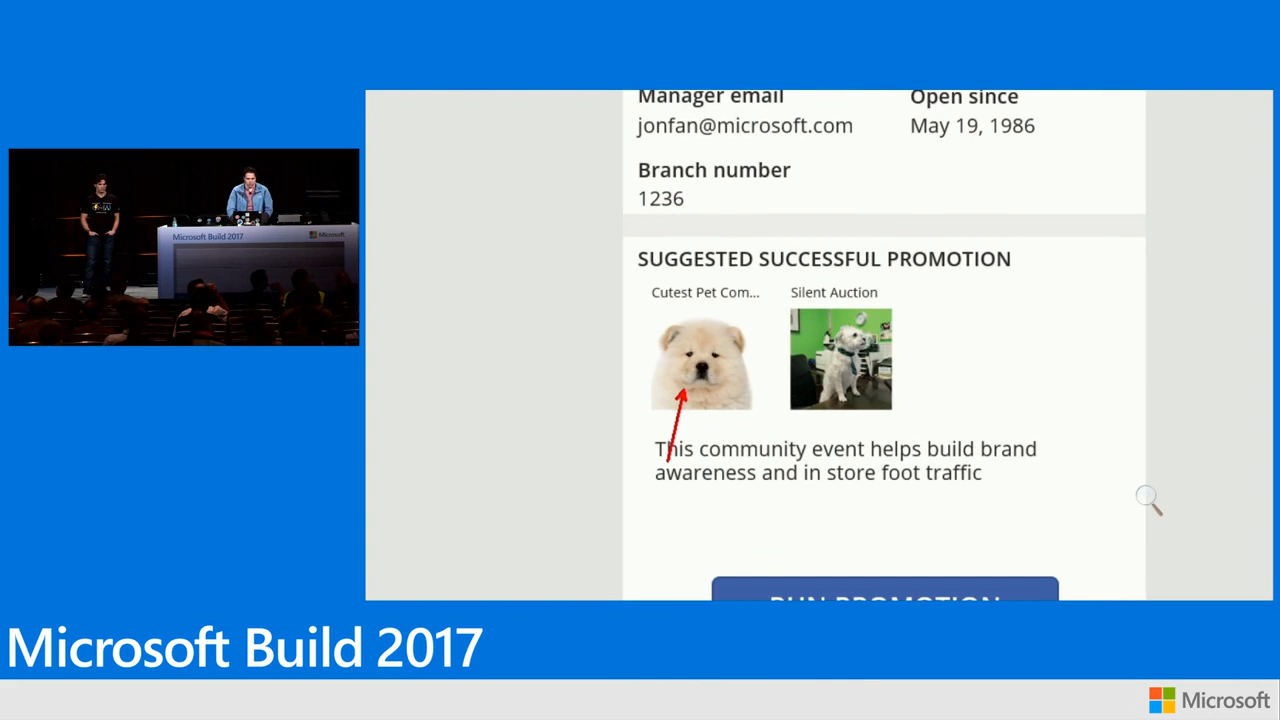 Manager email
Open since
jonfan@microsoft.com
May 19, 1986
Branch number
1236
SUGGESTED SUCCESSFUL PROMOTION
Cutest Pet Com...
Silent Auction
This community event helps build brand
awareness and in store foot traffic
RUN PROMOTION
Microsoft Build 2017
Microsoft
Microsoft Build 2017
Microsoft